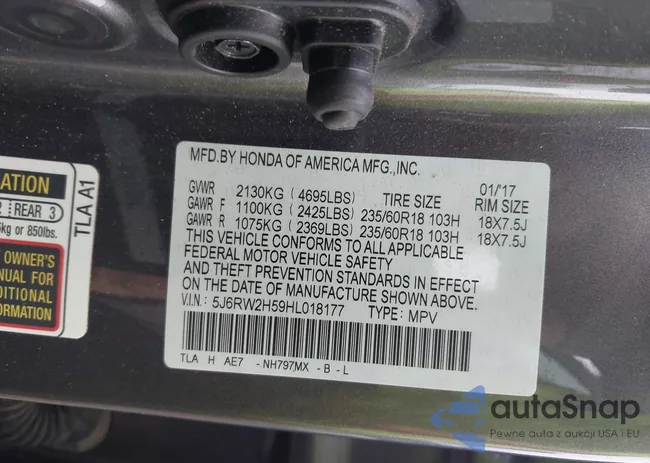 MFD.BY HONDA OF AMERICA MFG.,INC.
GVWR 2130KG ( 4695LBS ) TIRE SIZE 01/17 RIM SIZE
GAWR F 1100KG ( 2425LBS ) 235/60R18 103H 18X7.5J
GAWR R 1075KG ( 2369LBS ) 235/60R18 103H 18X7.5J
THIS VEHICLE CONFORMS TO ALL APPLICABLE
FEDERAL MOTOR VEHICLE SAFETY
AND THEFT PREVENTION STANDARDS IN EFFECT
ON THE DATE OF MANUFACTURE SHOWN ABOVE.
V.I.N.: 5J6RW2H59HL018177 TYPE: MPV
TLA H AE7 - NH797MX - B - L
ATION
2 REAR 3
kg or 850lbs.
OWNER'S
NUAL FOR
DITIONAL
ORMATION
TLA A1
autoSnap
Pewne auta z aukcji USA i EU